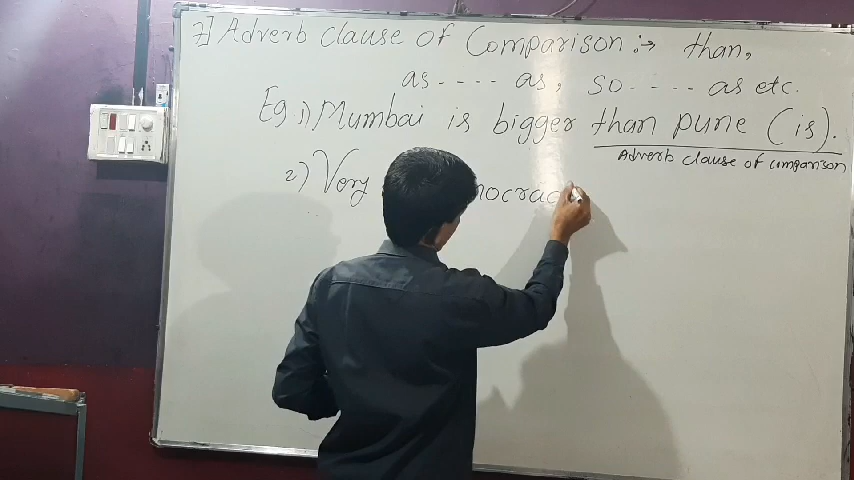 7] Adverb clause of Comparison :→ than,
as ---- as, so ---- as etc.
Eg. 1) Mumbai is bigger than pune (is).
Adverb clause of comparison
2) Very